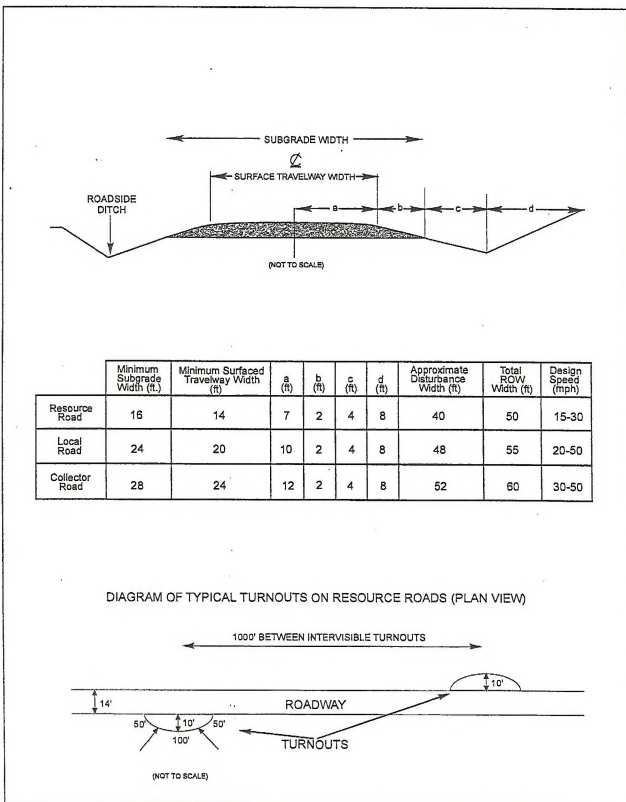 SUBGRADE WIDTH
℄
SURFACE TRAVELWAY WIDTH
ROADSIDE
DITCH
a b c d
(NOT TO SCALE)
Minimum Subgrade Width (ft.) Minimum Surfaced Travelway Width (ft) a (ft) b (ft) c (ft) d (ft) Approximate Disturbance Width (ft) Total ROW Width (ft) Design Speed (mph)
Resource Road 16 14 7 2 4 8 40 50 15-30
Local Road 24 20 10 2 4 8 48 55 20-50
Collector Road 28 24 12 2 4 8 52 60 30-50
DIAGRAM OF TYPICAL TURNOUTS ON RESOURCE ROADS (PLAN VIEW)
1000' BETWEEN INTERVISIBLE TURNOUTS
10'
14' ROADWAY
50' 10' 50'
100'
TURNOUTS
(NOT TO SCALE)